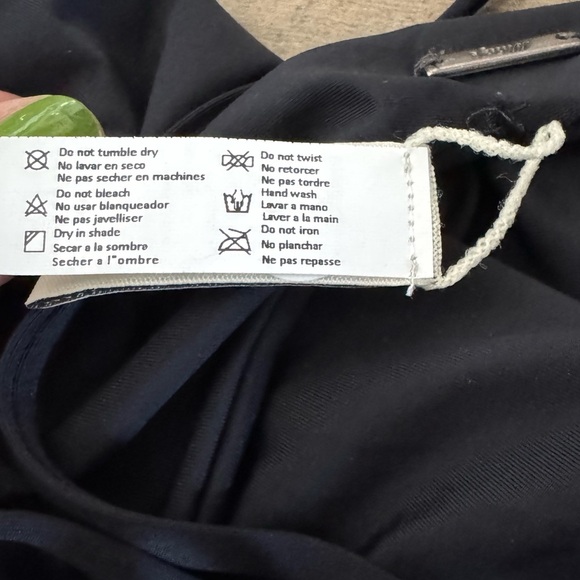 Do not tumble dry
No lavar en seco
Ne pas secher en machines
Do not bleach
No usar blanqueador
Ne pas javelliser
Dry in shade
Secar a la sombra
Secher a l"ombre
Do not twist
No retorcer
Ne pas tordre
Hand wash
Lavar a mano
Laver a la main
Do not iron
No planchar
Ne pas repasse